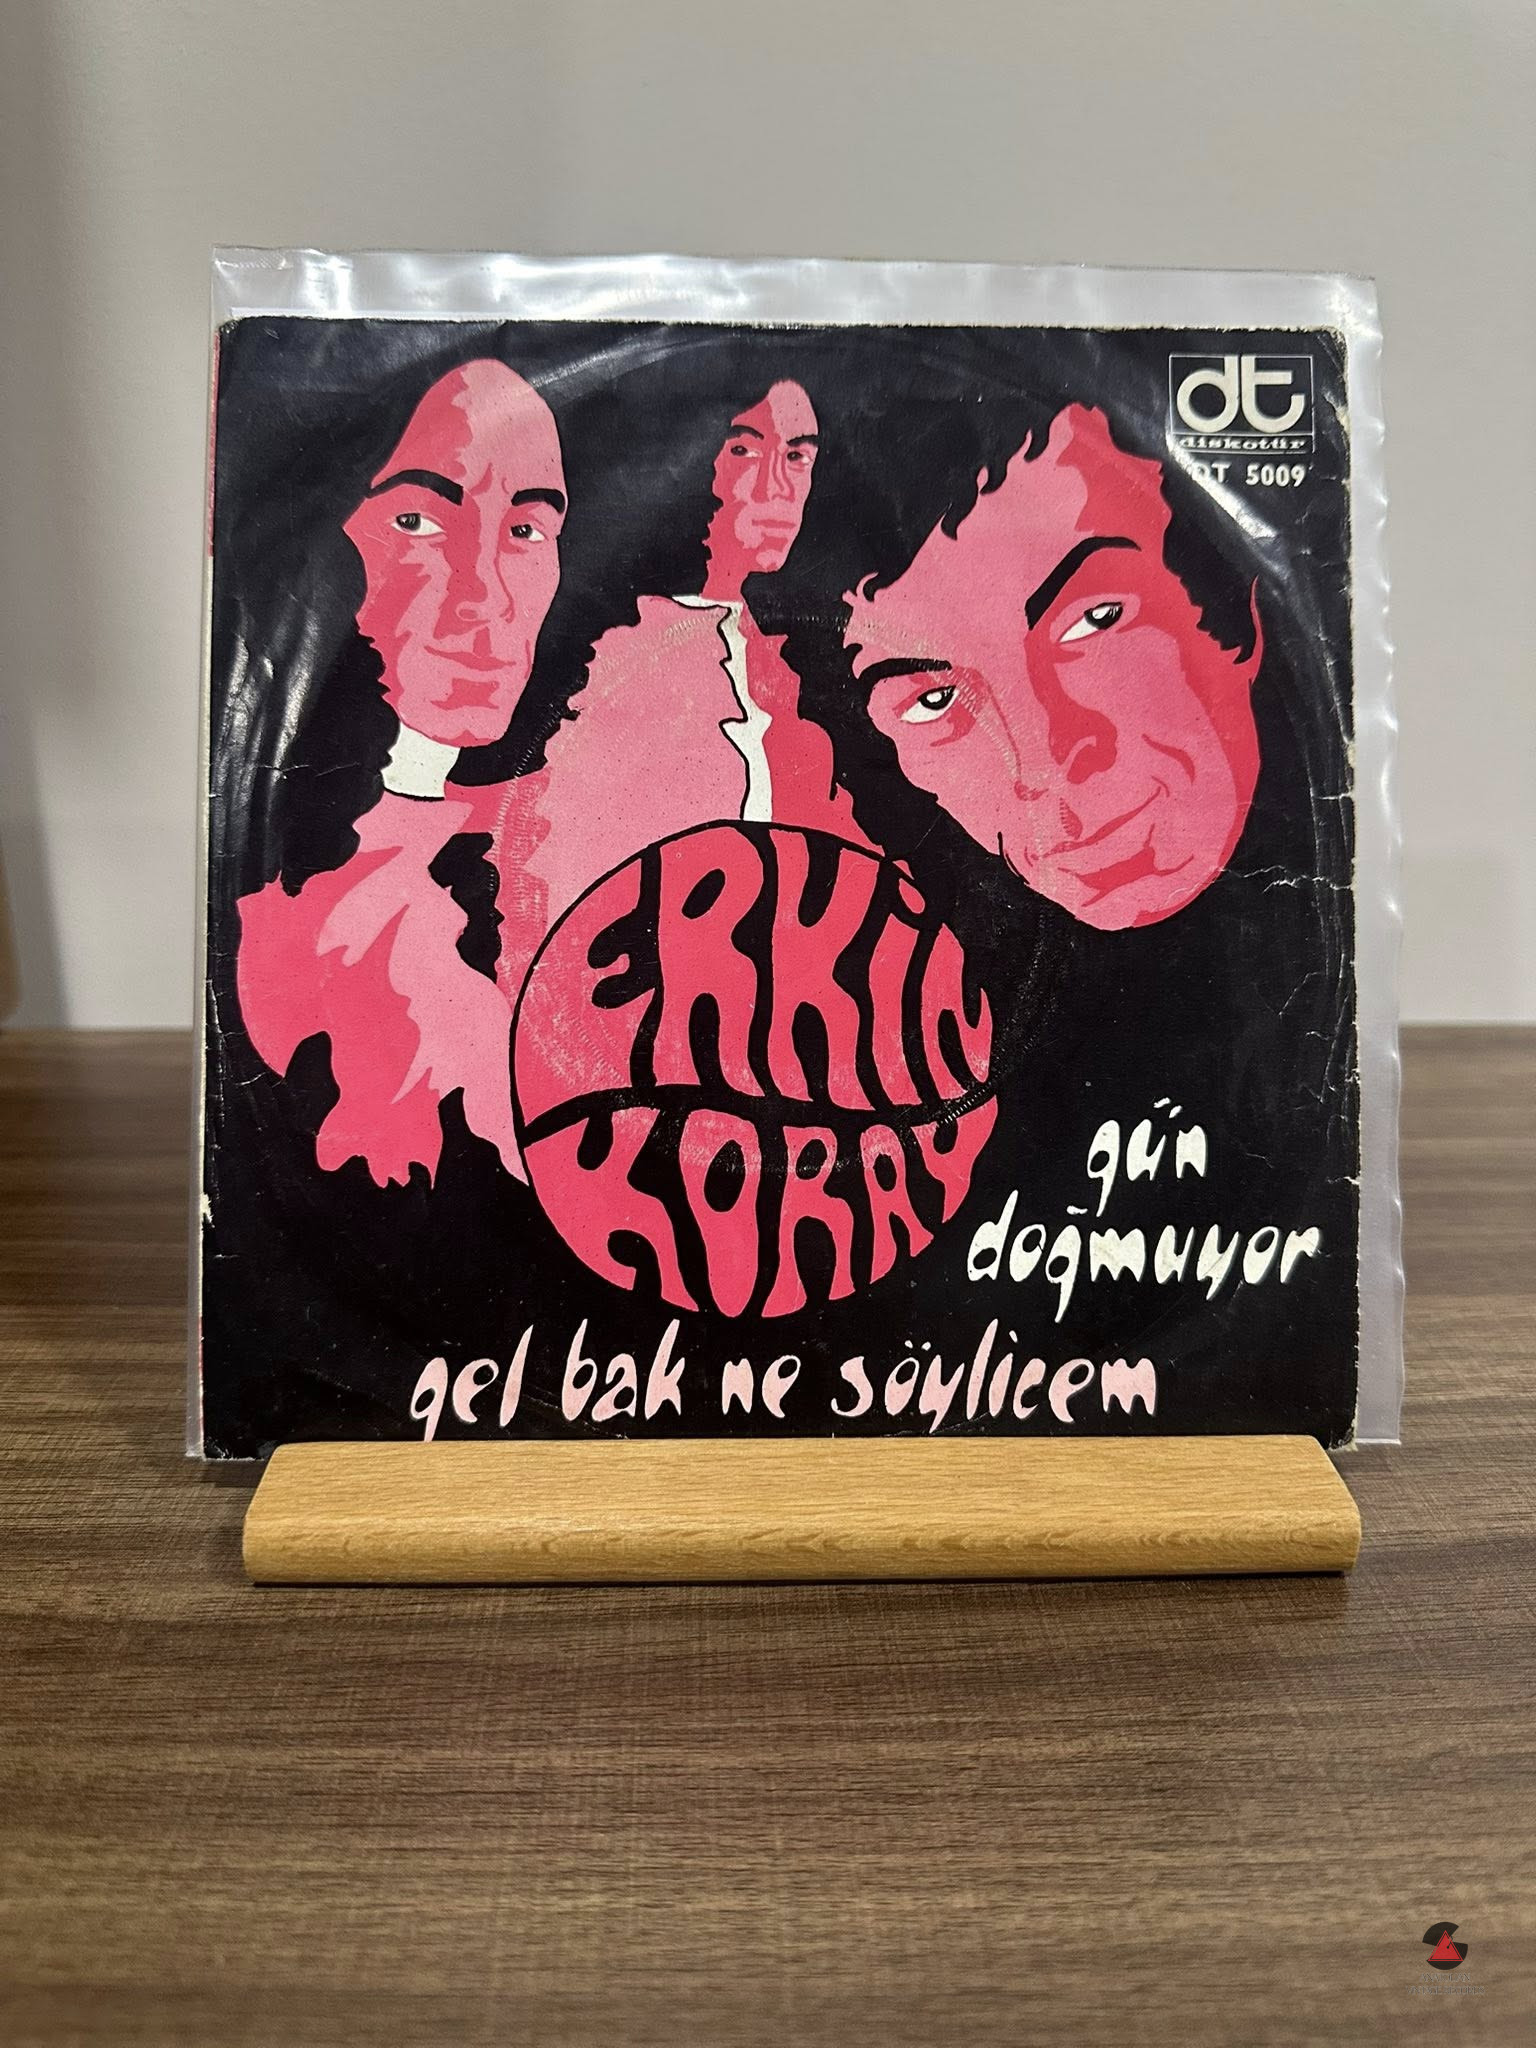 dt
diskotür
DT 5009
ERKİN
KORAY
gün
doğmuyor
gel bak ne söylicem